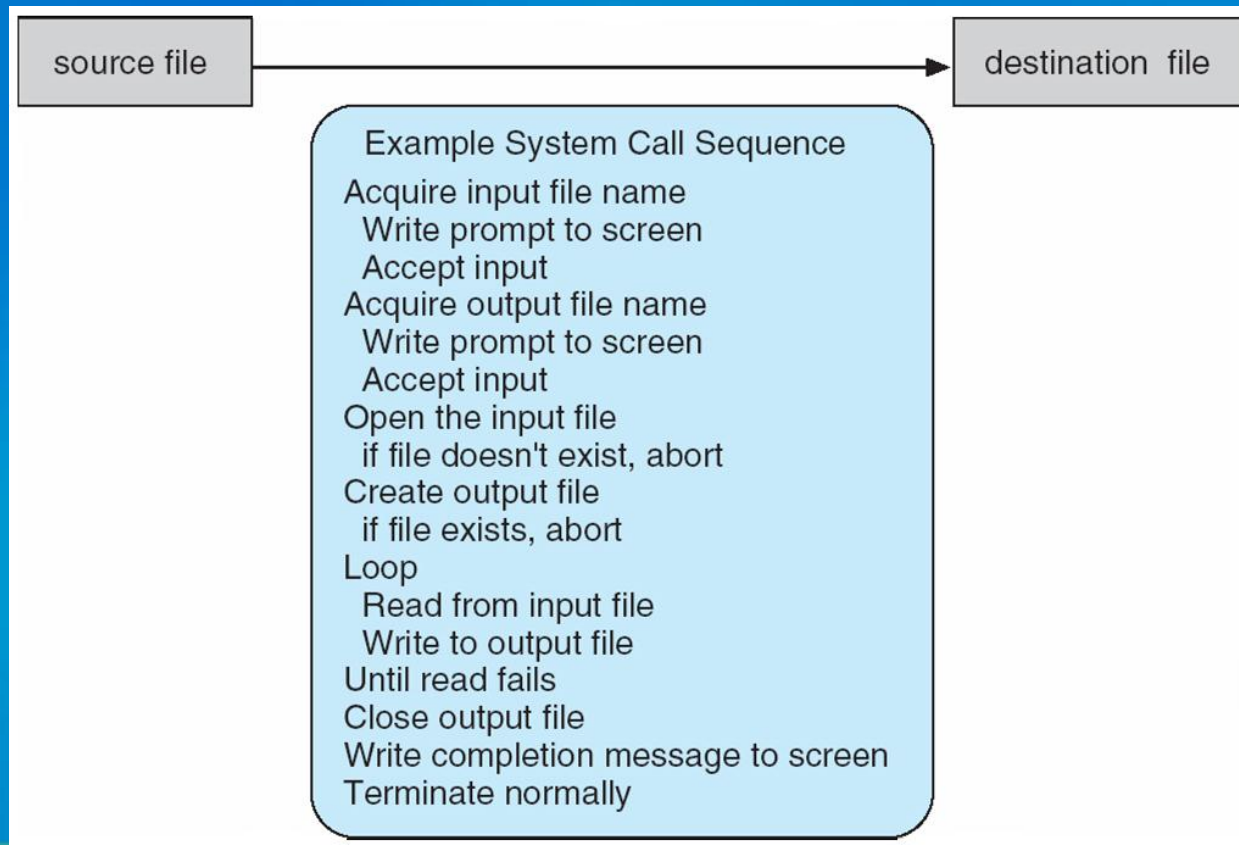 source file
destination file
Example System Call Sequence
Acquire input file name
Write prompt to screen
Accept input
Acquire output file name
Write prompt to screen
Accept input
Open the input file
if file doesn't exist, abort
Create output file
if file exists, abort
Loop
Read from input file
Write to output file
Until read fails
Close output file
Write completion message to screen
Terminate normally